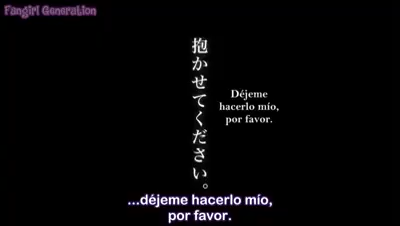 Fangirl Generation
抱かせてください。
Déjeme
hacerlo mío,
por favor.
...déjeme hacerlo mío,
por favor.